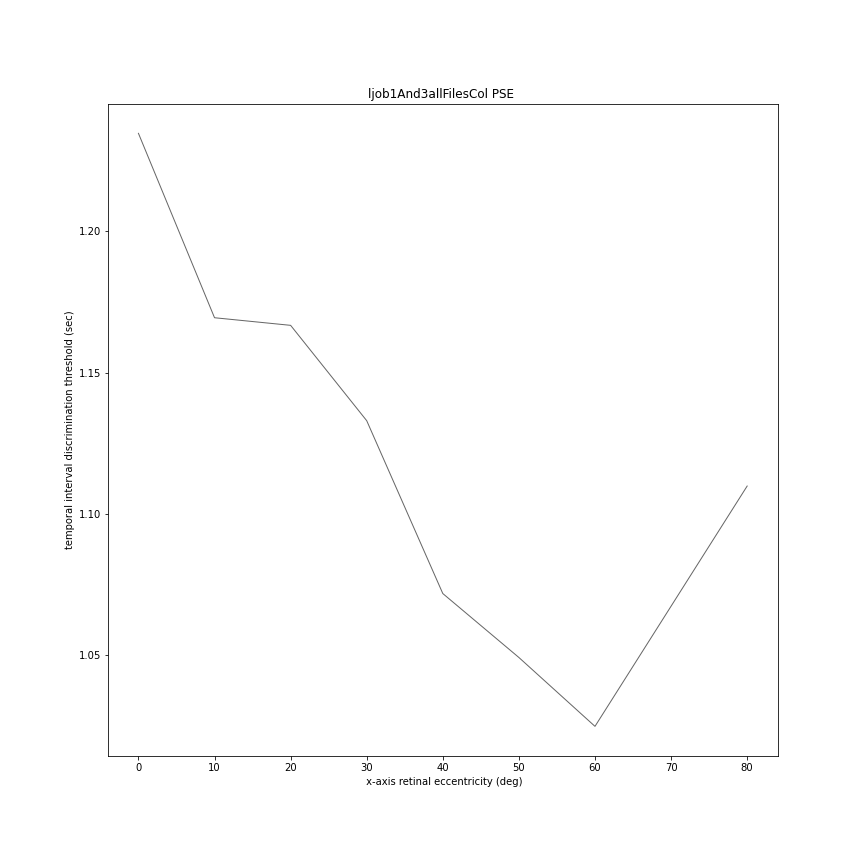 ljob1And3allFilesCol PSE
temporal interval discrimination threshold (sec)
1.20
1.15
1.10
1.05
0 10 20 30 40 50 60 70 80
x-axis retinal eccentricity (deg)